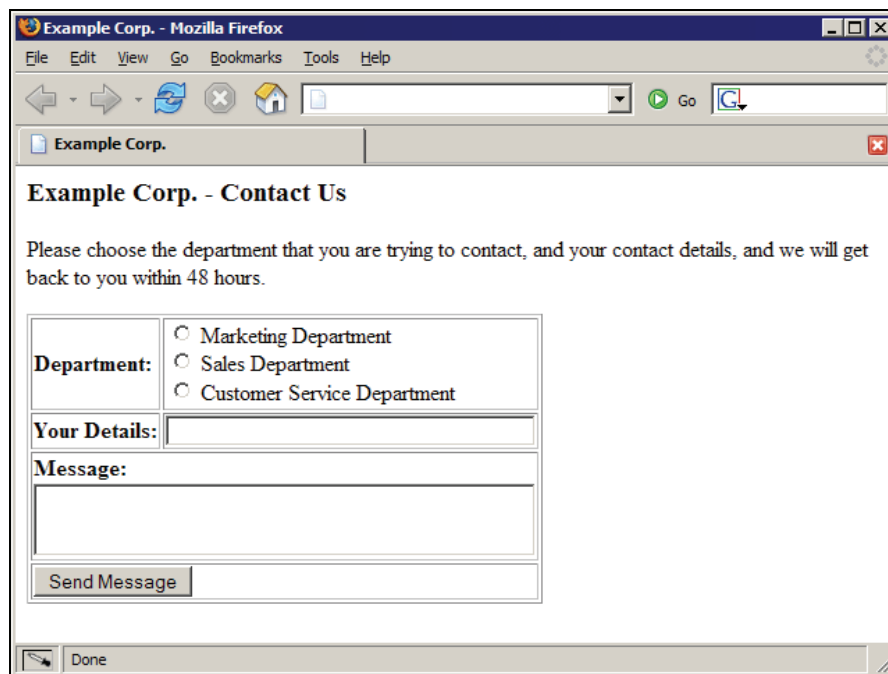 Example Corp. - Mozilla Firefox
File Edit View Go Bookmarks Tools Help
Go G
Example Corp.
Example Corp. - Contact Us
Please choose the department that you are trying to contact, and your contact details, and we will get
back to you within 48 hours.
Department:
Marketing Department
Sales Department
Customer Service Department
Your Details:
Message:
Send Message
Done